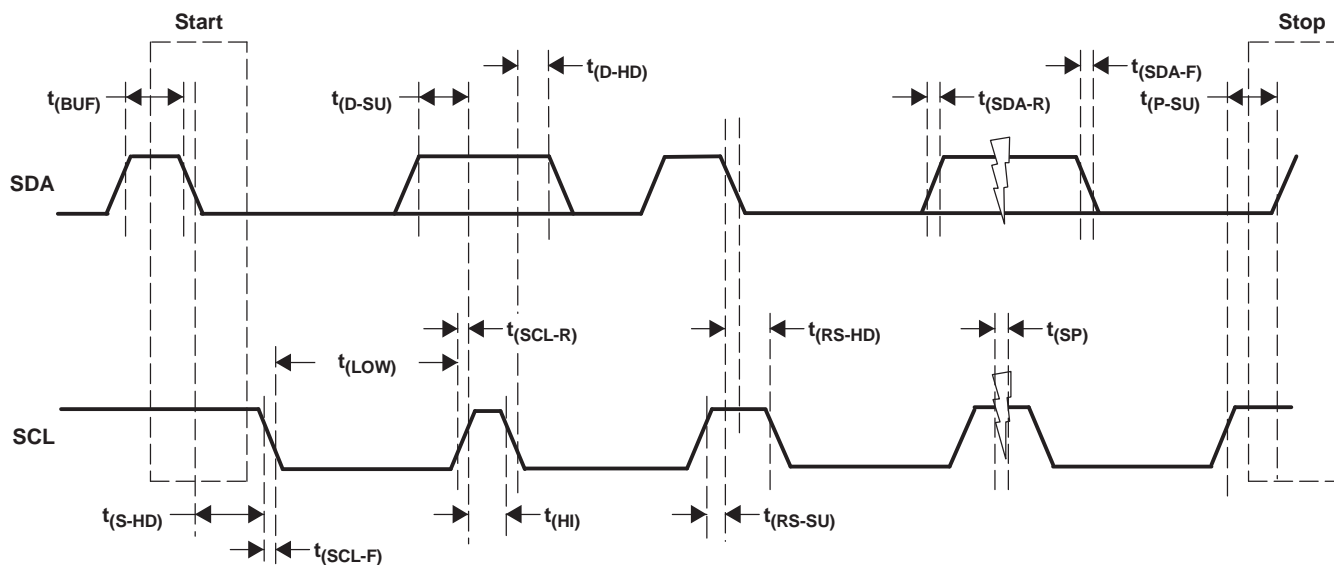 Start
Stop
t(BUF)
t(D-SU)
t(D-HD)
t(SDA-R)
t(SDA-F)
t(P-SU)
SDA
t(LOW)
t(SCL-R)
t(RS-HD)
t(SP)
SCL
t(S-HD)
t(SCL-F)
t(HI)
t(RS-SU)